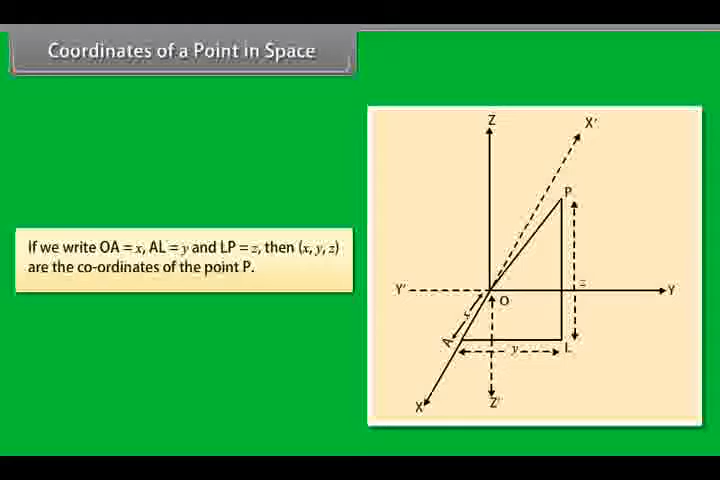 Coordinates of a Point in Space
If we write OA = x, AL = y and LP = z, then (x, y, z)
are the co-ordinates of the point P.
Z
X'
P
Y'
O
z
Y
x
A
y
L
X
Z'